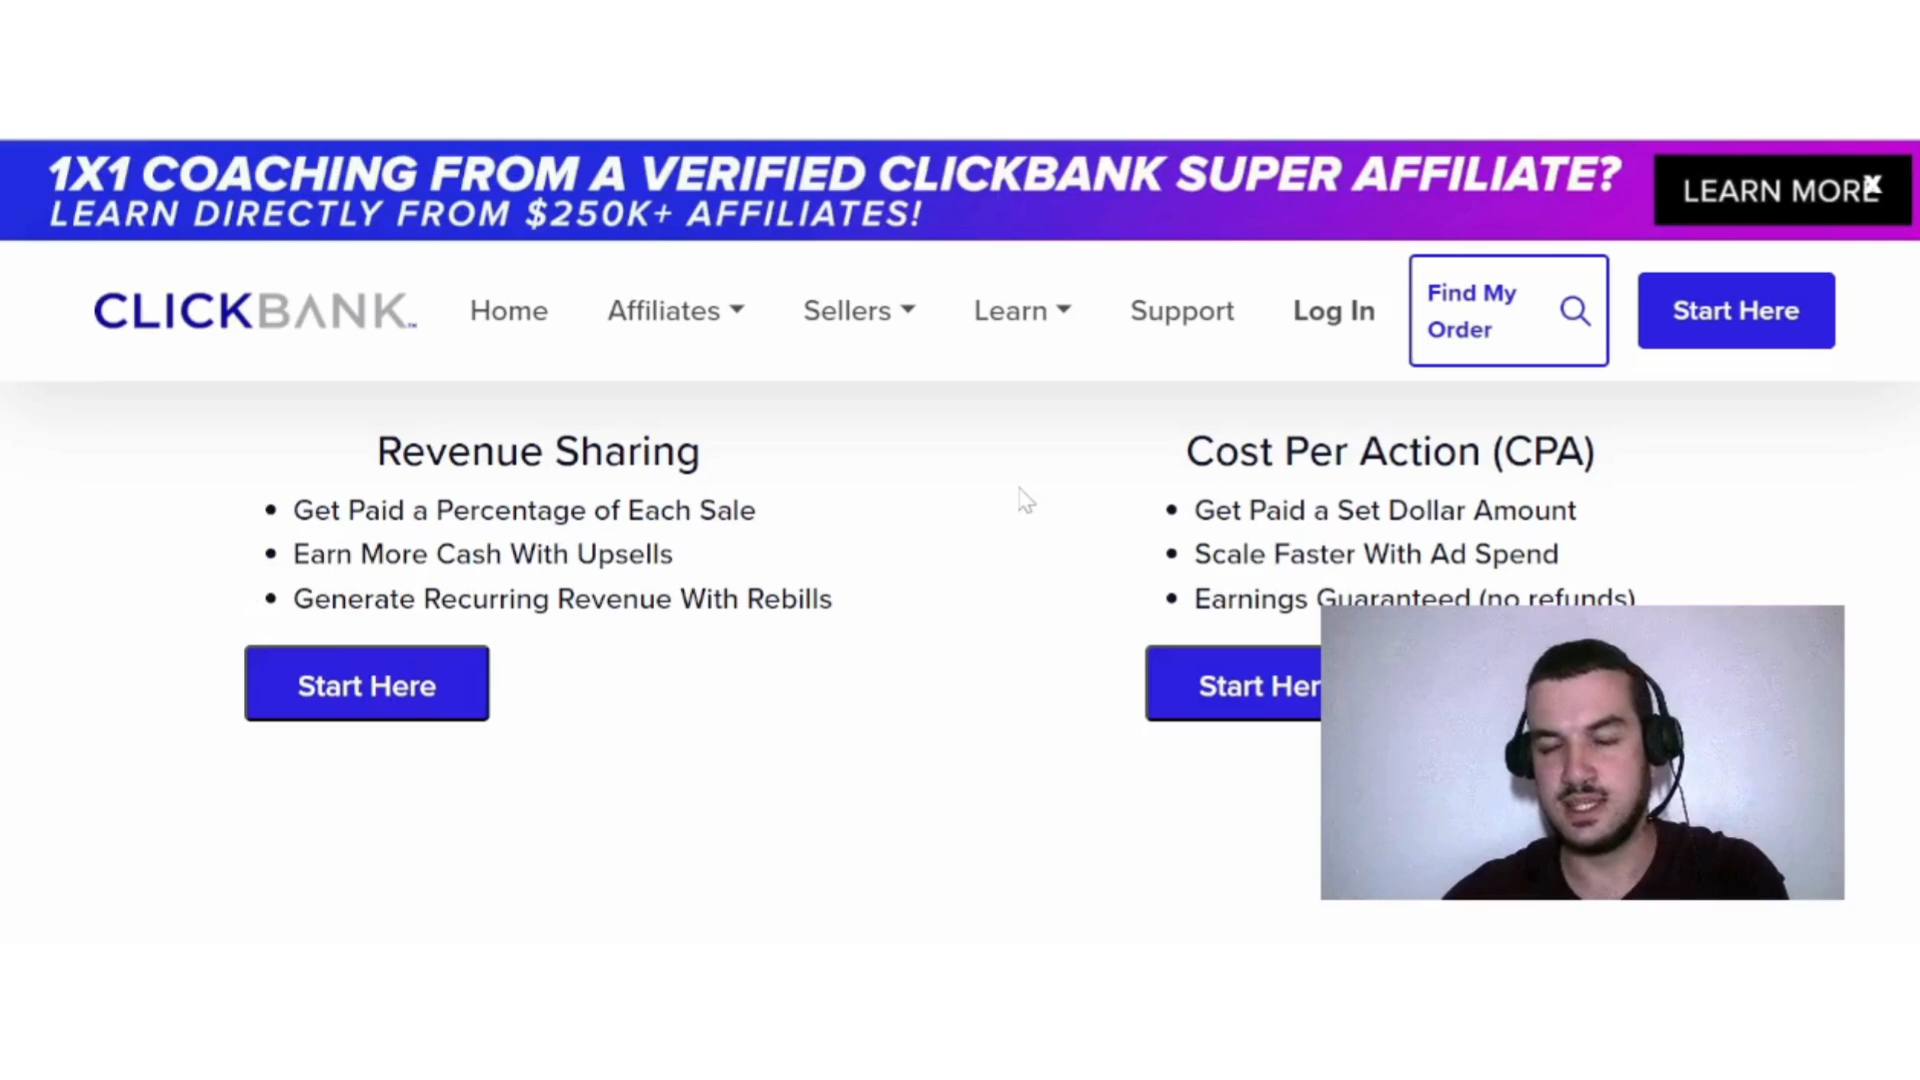 1X1 COACHING FROM A VERIFIED CLICKBANK SUPER AFFILIATE?
LEARN DIRECTLY FROM $250K+ AFFILIATES!
LEARN MORE
CLICKBANK
Home
Affiliates
Sellers
Learn
Support
Log In
Find My
Order
Start Here
Revenue Sharing
• Get Paid a Percentage of Each Sale
• Earn More Cash With Upsells
• Generate Recurring Revenue With Rebills
Start Here
Cost Per Action (CPA)
• Get Paid a Set Dollar Amount
• Scale Faster With Ad Spend
• Earnings Guaranteed (no refunds)
Start Her